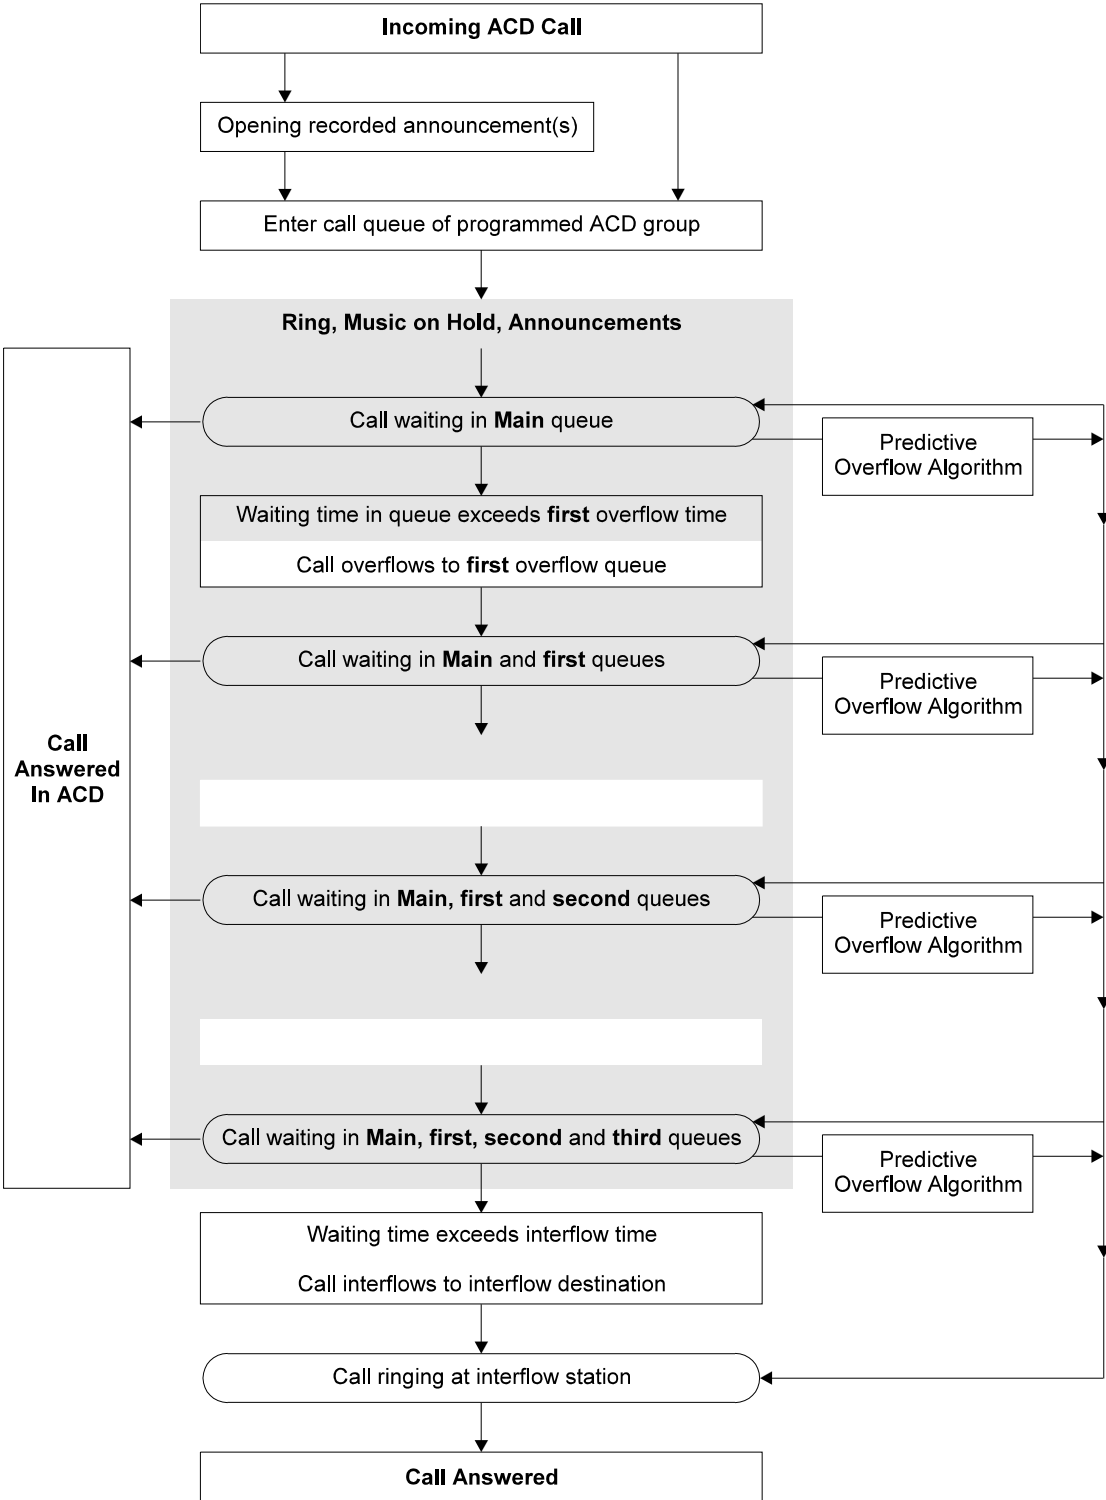 Incoming ACD Call
Opening recorded announcement(s)
Enter call queue of programmed ACD group
Ring, Music on Hold, Announcements
Call waiting in Main queue
Predictive
Overflow Algorithm
Waiting time in queue exceeds first overflow time
Call overflows to first overflow queue
Call waiting in Main and first queues
Predictive
Overflow Algorithm
Call
Answered
In ACD
Call waiting in Main, first and second queues
Predictive
Overflow Algorithm
Call waiting in Main, first, second and third queues
Predictive
Overflow Algorithm
Waiting time exceeds interflow time
Call interflows to interflow destination
Call ringing at interflow station
Call Answered